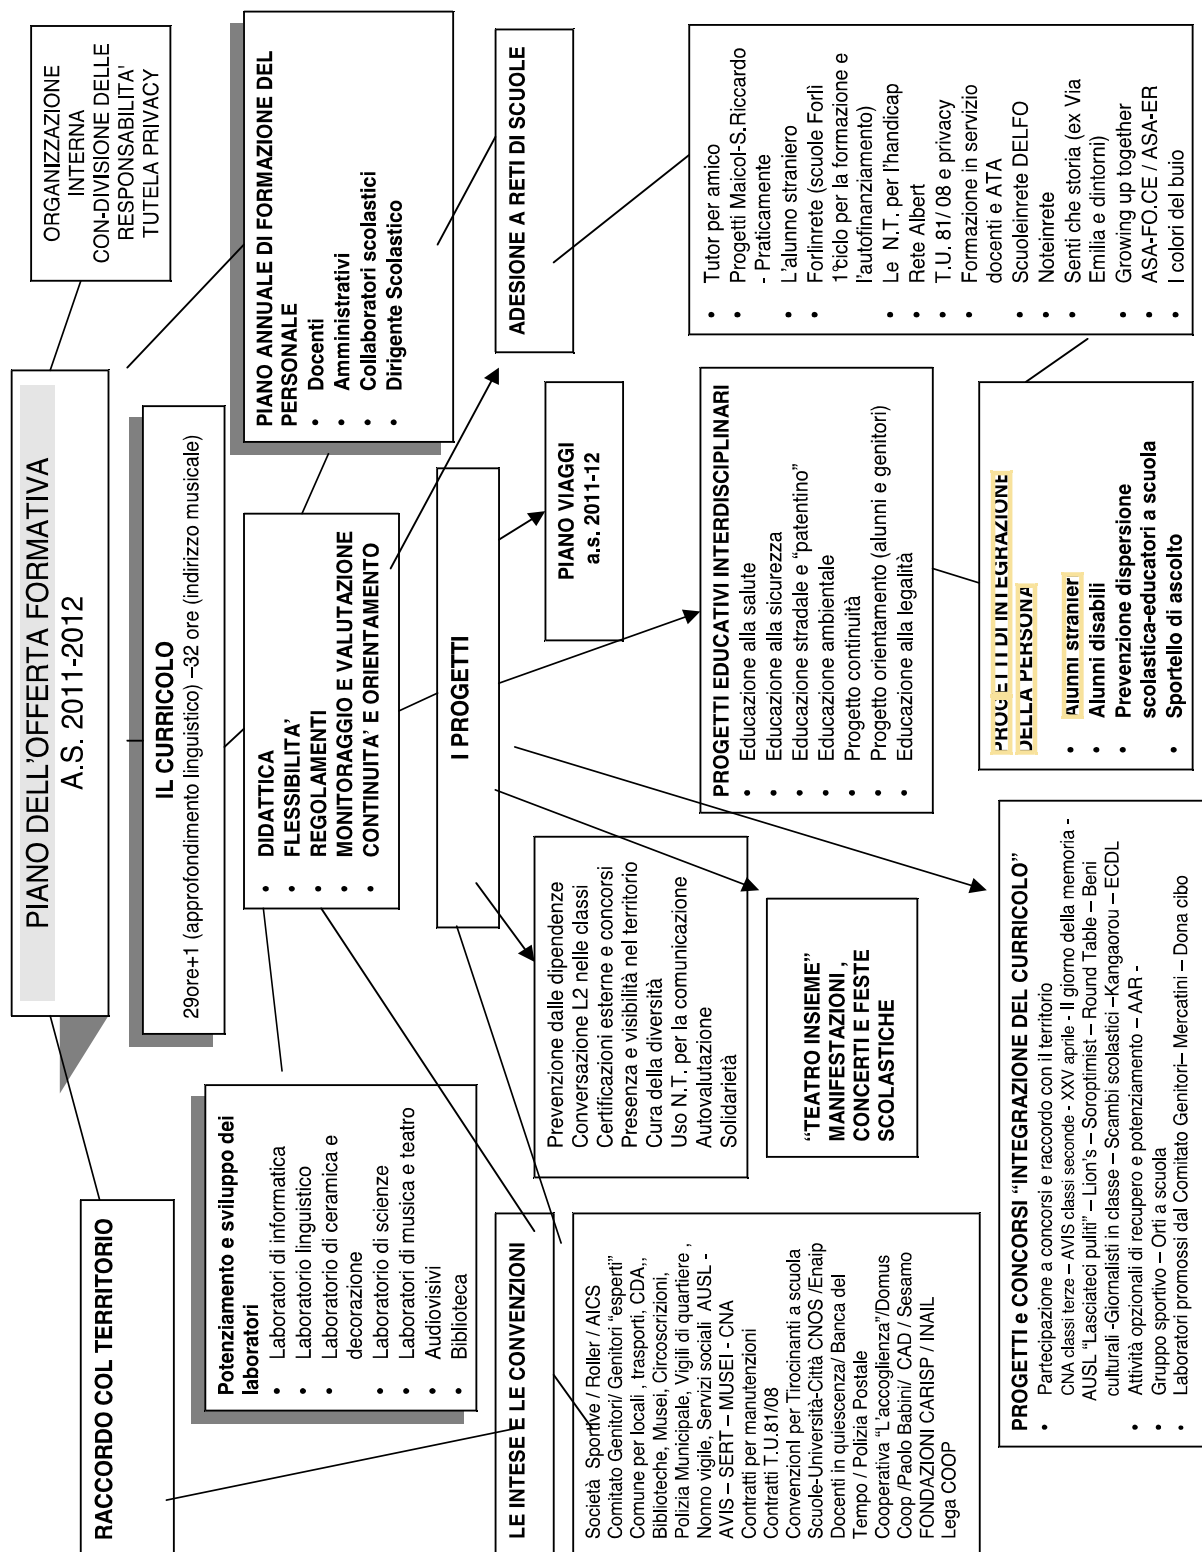 PIANO DELL'OFFERTA FORMATIVA
A.S. 2011-2012
ORGANIZZAZIONE
INTERNA
CON-DIVISIONE DELLE
RESPONSABILITA'
TUTELA PRIVACY
RACCORDO COL TERRITORIO
IL CURRICOLO
29ore+1 (approfondimento linguistico) –32 ore (indirizzo musicale)
Potenziamento e sviluppo dei
laboratori
• Laboratori di informatica
• Laboratorio linguistico
• Laboratorio di ceramica e
decorazione
• Laboratorio di scienze
• Laboratori di musica e teatro
• Audiovisivi
• Biblioteca
• DIDATTICA
• FLESSIBILITA'
• REGOLAMENTI
• MONITORAGGIO E VALUTAZIONE
• CONTINUITA' E ORIENTAMENTO
PIANO ANNUALE DI FORMAZIONE DEL
PERSONALE
• Docenti
• Amministrativi
• Collaboratori scolastici
• Dirigente Scolastico
I PROGETTI
LE INTESE LE CONVENZIONI
ADESIONE A RETI DI SCUOLE
Prevenzione dalle dipendenze
Conversazione L2 nelle classi
Certificazioni esterne e concorsi
Presenza e visibilità nel territorio
Cura della diversità
Uso N.T. per la comunicazione
Autovalutazione
Solidarietà
PIANO VIAGGI
a.s. 2011-12
Società Sportive / Roller / AICS
Comitato Genitori/ Genitori "esperti"
Comune per locali , trasporti, CDA,,
Biblioteche, Musei, Circoscrizioni,
Polizia Municipale, Vigili di quartiere ,
Nonno vigile, Servizi sociali AUSL -
AVIS – SERT – MUSEI - CNA
Contratti per manutenzioni
Contratti T.U.81/08
ConvenzionI per Tirocinanti a scuola
Scuole-Università-Città CNOS /Enaip
Docenti in quiescenza/ Banca del
Tempo / Polizia Postale
Cooperativa "L'accoglienza"/Domus
Coop /Paolo Babini/ CAD / Sesamo
FONDAZIONI CARISP / INAIL
Lega COOP
"TEATRO INSIEME"
MANIFESTAZIONI ,
CONCERTI E FESTE
SCOLASTICHE
PROGETTI EDUCATIVI INTERDISCIPLINARI
• Educazione alla salute
• Educazione alla sicurezza
• Educazione stradale e "patentino"
• Educazione ambientale
• Progetto continuità
• Progetto orientamento (alunni e genitori)
• Educazione alla legalità
• Tutor per amico
• Progetti Maicol-S.Riccardo
- Praticamente
• L'alunno straniero
• Forlinrete (scuole Forlì
1°ciclo per la formazione e
l'autofinanziamento)
• Le N.T. per l'handicap
• Rete Albert
• T.U. 81/ 08 e privacy
• Formazione in servizio
docenti e ATA
• Scuoleinrete DELFO
• Noteinrete
• Senti che storia (ex Via
Emilia e dintorni)
• Growing up together
• ASA-FO.CE / ASA-ER
• I colori del buio
PROGETTI DI INTEGRAZIONE
DELLA PERSONA
• Alunni stranier
• Alunni disabili
• Prevenzione dispersione
scolastica-educatori a scuola
• Sportello di ascolto
PROGETTI e CONCORSI "INTEGRAZIONE DEL CURRICOLO"
• Partecipazione a concorsi e raccordo con il territorio
CNA classi terze – AVIS classi seconde - XXV aprile - Il giorno della memoria -
AUSL "Lasciateci puliti" – Lion's – Soroptimist – Round Table – Beni
culturali -Giornalisti in classe – Scambi scolastici –Kangaorou – ECDL
• Attività opzionali di recupero e potenziamento – AAR -
• Gruppo sportivo – Orti a scuola
• Laboratori promossi dal Comitato Genitori– Mercatini – Dona cibo